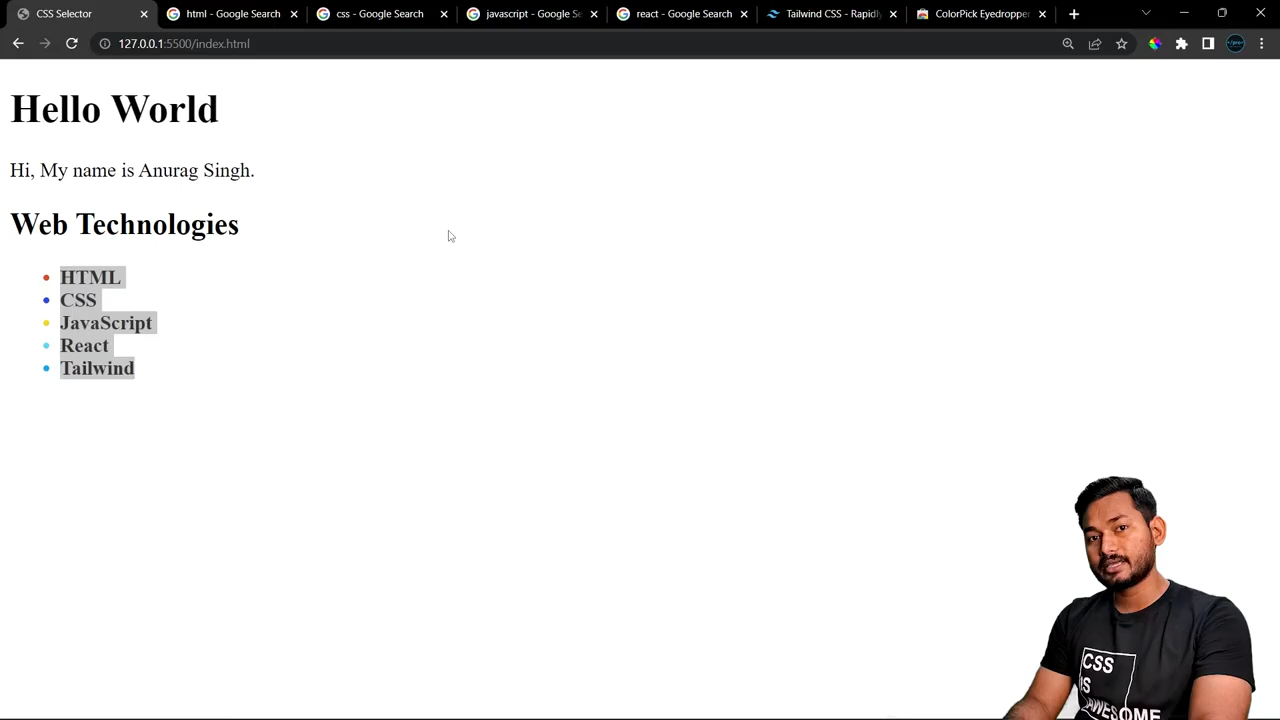 CSS Selector
html - Google Search
css - Google Search
javascript - Google Se
react - Google Search
Tailwind CSS - Rapidly
ColorPick Eyedropper
127.0.0.1:5500/index.html
Hello World
Hi, My name is Anurag Singh.
Web Technologies
HTML
CSS
JavaScript
React
Tailwind
CSS
IS
AWESOME